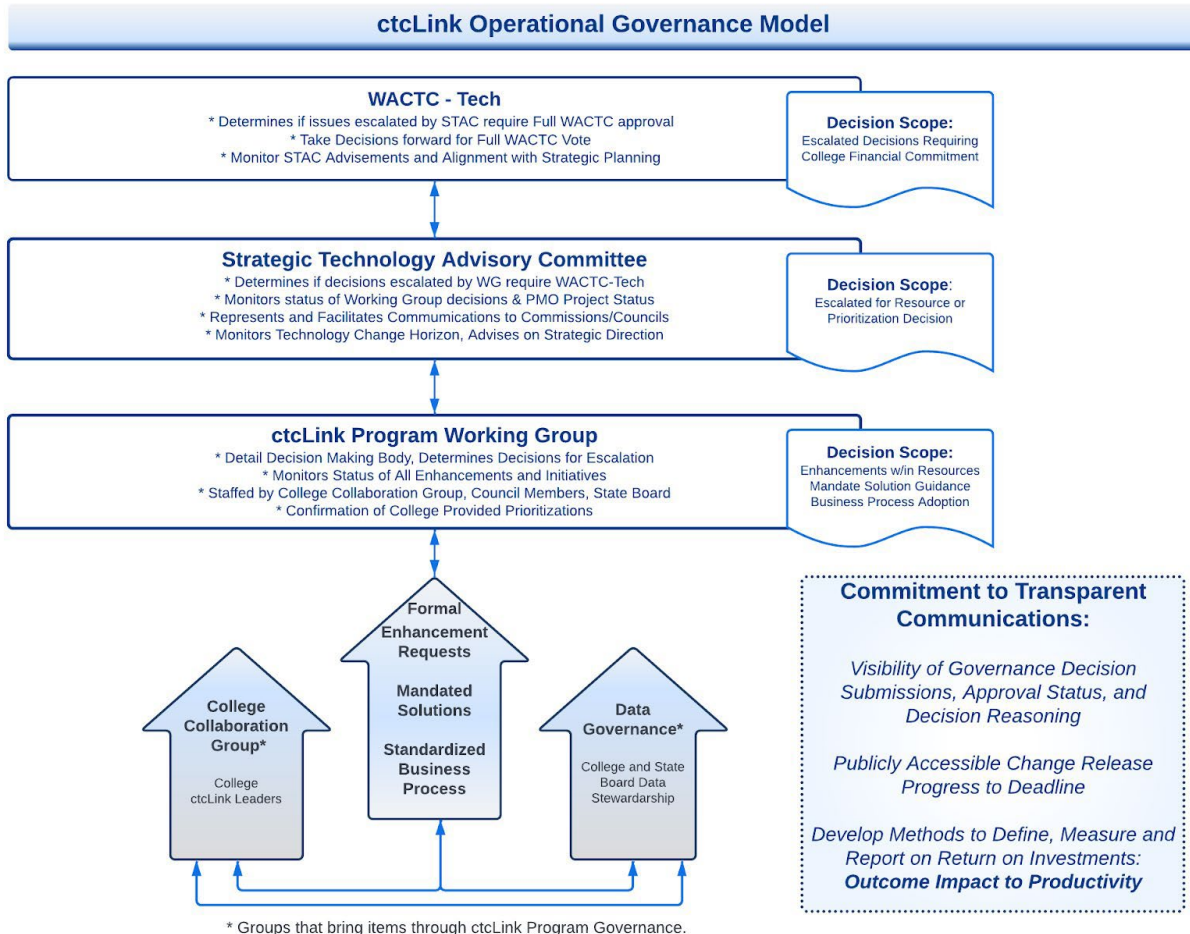 ctcLink Operational Governance Model
WACTC - Tech
* Determines if issues escalated by STAC require Full WACTC approval
* Take Decisions forward for Full WACTC Vote
* Monitor STAC Advisements and Alignment with Strategic Planning
Decision Scope:
Escalated Decisions Requiring
College Financial Commitment
Strategic Technology Advisory Committee
* Determines if decisions escalated by WG require WACTC-Tech
* Monitors status of Working Group decisions & PMO Project Status
* Represents and Facilitates Communications to Commissions/Councils
* Monitors Technology Change Horizon, Advises on Strategic Direction
Decision Scope:
Escalated for Resource or
Prioritization Decision
ctcLink Program Working Group
* Detail Decision Making Body, Determines Decisions for Escalation
* Monitors Status of All Enhancements and Initiatives
* Staffed by College Collaboration Group, Council Members, State Board
* Confirmation of College Provided Prioritizations
Decision Scope:
Enhancements w/in Resources
Mandate Solution Guidance
Business Process Adoption
College
Collaboration
Group*
College
ctcLink Leaders
Formal
Enhancement
Requests
Mandated
Solutions
Standardized
Business
Process
Data
Governance*
College and State
Board Data
Stewardarship
Commitment to Transparent
Communications:
Visibility of Governance Decision
Submissions, Approval Status, and
Decision Reasoning
Publicly Accessible Change Release
Progress to Deadline
Develop Methods to Define, Measure and
Report on Return on Investments:
Outcome Impact to Productivity
* Groups that bring items through ctcLink Program Governance.